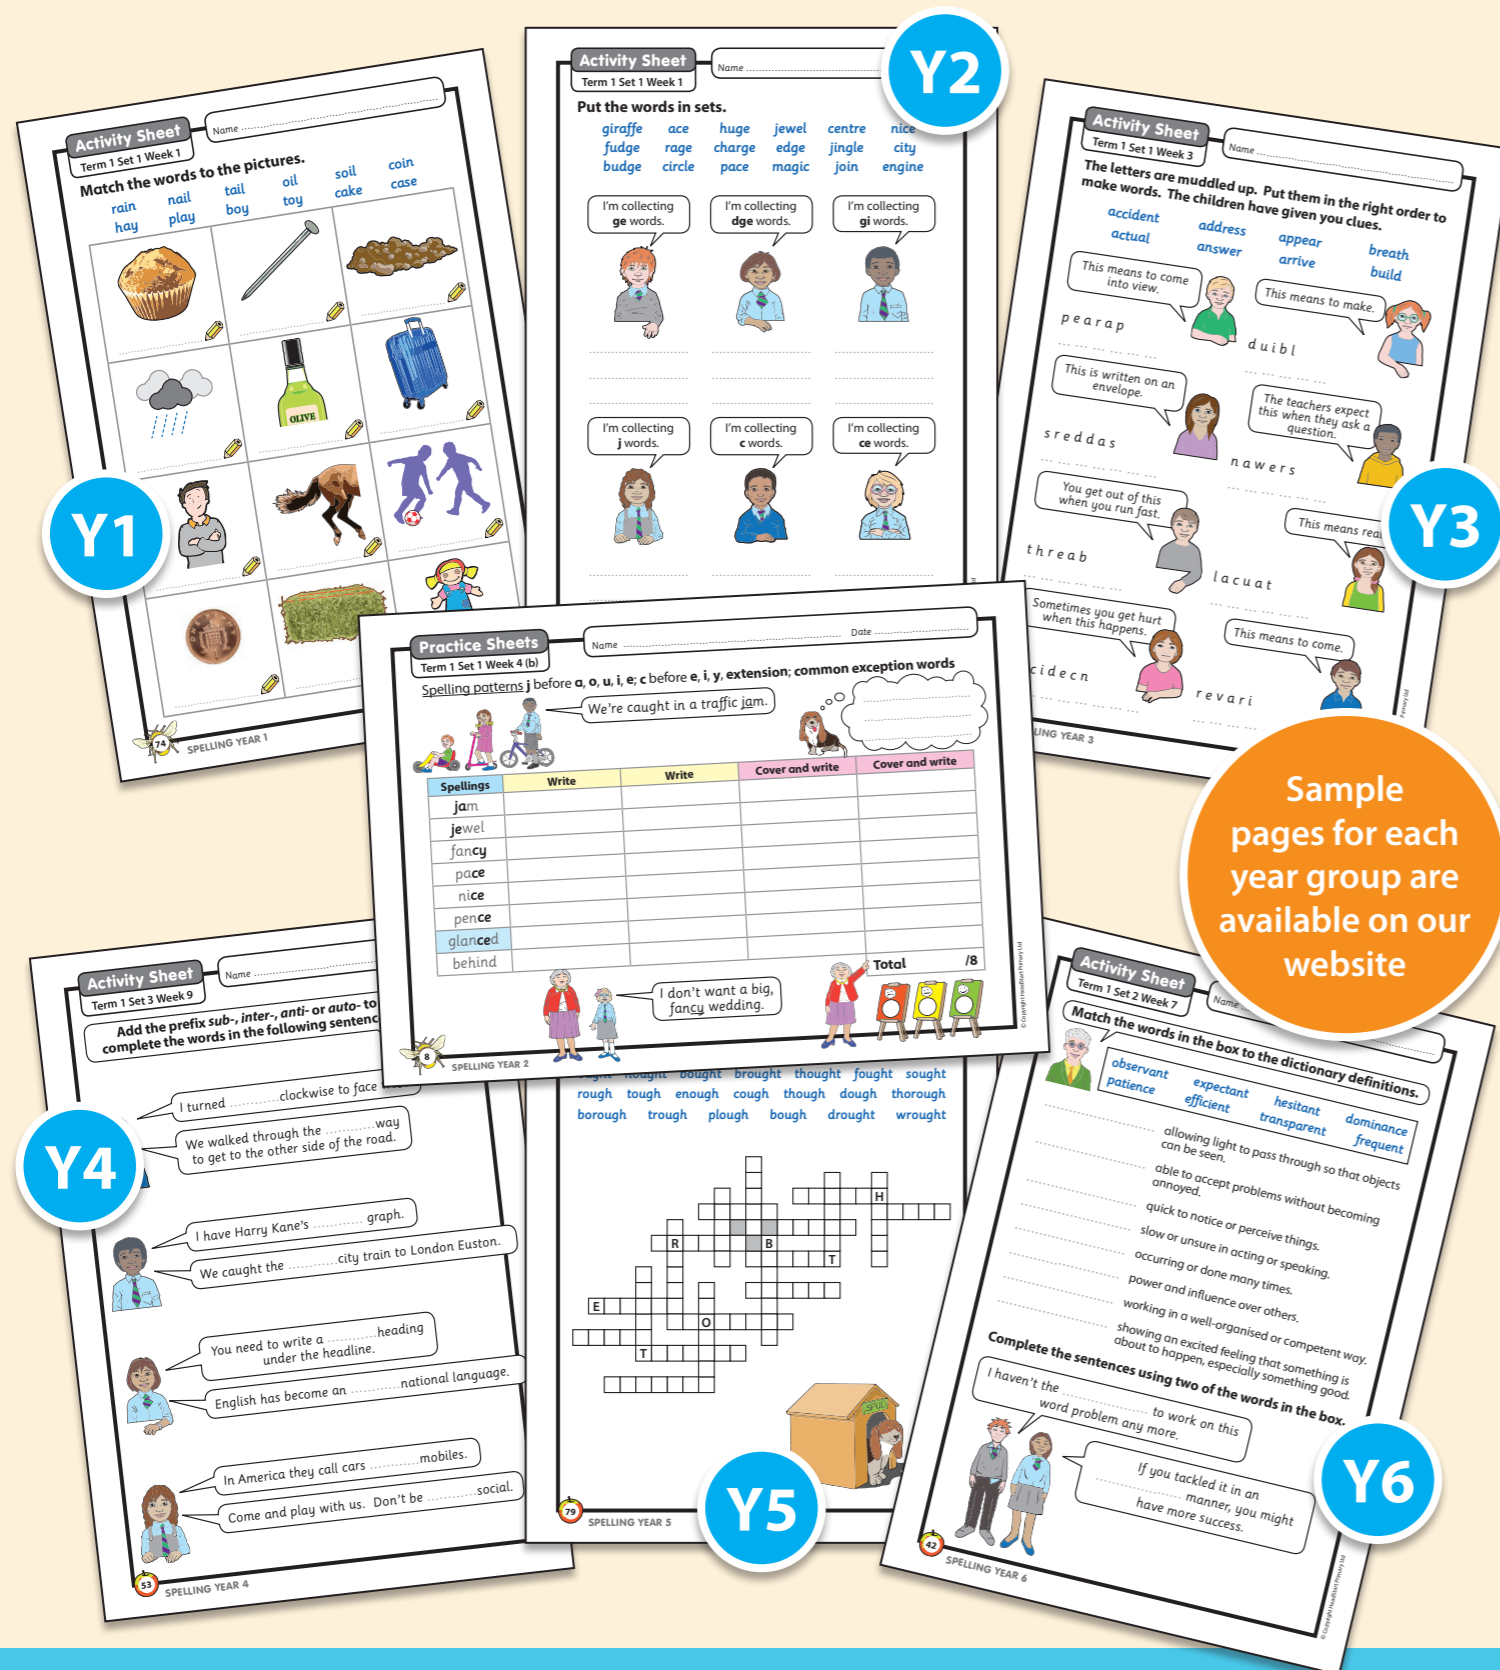 Activity Sheet
Term 1 Set 1 Week 1
Name
Match the words to the pictures.
rain nail tail oil soil coin
hay play boy toy cake case
OLIVE
Y1
74 SPELLING YEAR 1
Activity Sheet
Term 1 Set 1 Week 1
Name
Y2
Put the words in sets.
giraffe ace huge jewel centre nice
fudge rage charge edge jingle city
budge circle pace magic join engine
I'm collecting
ge words.
I'm collecting
dge words.
I'm collecting
gi words.
I'm collecting
j words.
I'm collecting
c words.
I'm collecting
ce words.
Activity Sheet
Term 1 Set 1 Week 3
Name
The letters are muddled up. Put them in the right order to
make words. The children have given you clues.
accident address appear breath
actual answer arrive build
This means to come
into view.
pearap
This means to make.
duibl
This is written on an
envelope.
sreddas
The teachers expect
this when they ask a
question.
nawers
You get out of this
when you run fast.
threab
This means rea
lacuat
Sometimes you get hurt
when this happens.
cidecn
This means to come.
revari
Y3
LING YEAR 3
Primary Ltd
Sample
pages for each
year group are
available on our
website
Practice Sheets
Term 1 Set 1 Week 4 (b)
Name Date
Spelling patterns j before a, o, u, i, e; c before e, i, y, extension; common exception words
We're caught in a traffic jam.
Spellings Write Write Cover and write Cover and write
jam
jewel
fancy
pace
nice
pence
glanced
behind
Total /8
I don't want a big,
fancy wedding.
8 SPELLING YEAR 2
© Copyright Headstart Primary Ltd
Activity Sheet
Term 1 Set 3 Week 9
Name
Add the prefix sub-, inter-, anti- or auto- to
complete the words in the following sentenc
I turned ............clockwise to face
We walked through the ............way
to get to the other side of the road.
I have Harry Kane's ............ graph.
We caught the ............city train to London Euston.
You need to write a ............heading
under the headline.
English has become an ............national language.
In America they call cars ............mobiles.
Come and play with us. Don't be ............social.
Y4
53 SPELLING YEAR 4
bought brought thought fought sought
rough tough enough cough though dough thorough
borough trough plough bough drought wrought
H
R B
T
E
O
T
SPUD
79 SPELLING YEAR 5
Y5
Activity Sheet
Term 1 Set 2 Week 7
Name
Match the words in the box to the dictionary definitions.
observant expectant hesitant dominance
patience efficient transparent frequent
allowing light to pass through so that objects
can be seen.
able to accept problems without becoming
annoyed.
quick to notice or perceive things.
slow or unsure in acting or speaking.
occurring or done many times.
power and influence over others.
working in a well-organised or competent way.
showing an excited feeling that something is
about to happen, especially something good.
Complete the sentences using two of the words in the box.
I haven't the ............ to work on this
word problem any more.
If you tackled it in an
............ manner, you might
have more success.
Y6
42 SPELLING YEAR 6
© Copyright Headstart Primary Ltd